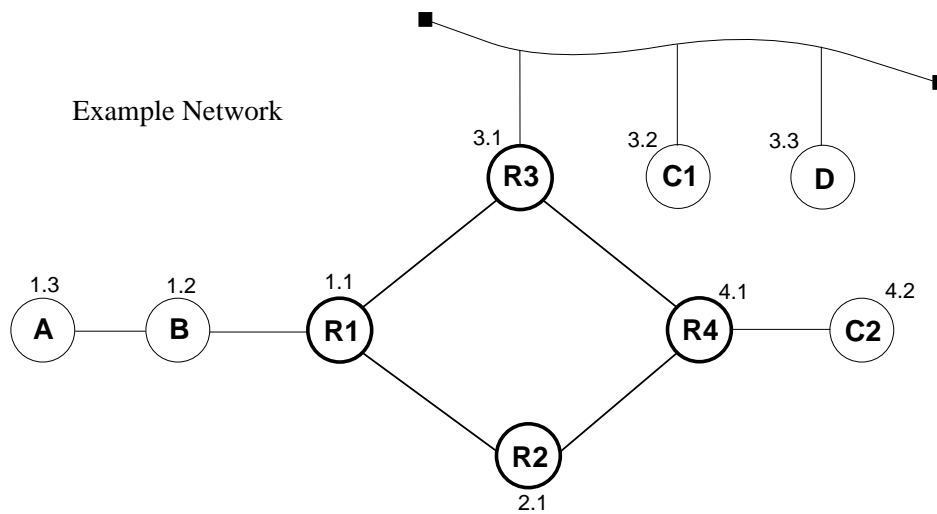 Example Network
3.1
3.2
3.3
R3
C1
D
1.3
1.2
1.1
4.1
4.2
A
B
R1
R4
C2
R2
2.1